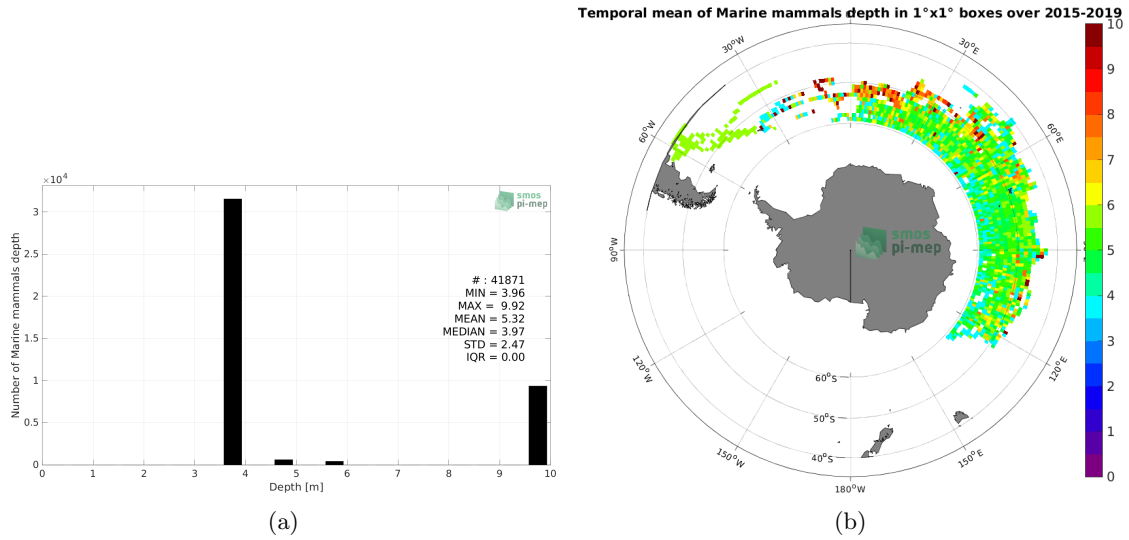 Temporal mean of Marine mammals depth in 1°x1° boxes over 2015-2019
×10⁴
Number of Marine mammals depth
3
2.5
2
1.5
1
0.5
0
0 1 2 3 4 5 6 7 8 9 10
Depth [m]
smos
pi-mep
# : 41871
MIN = 3.96
MAX = 9.92
MEAN = 5.32
MEDIAN = 3.97
STD = 2.47
IQR = 0.00
(a)
30°W
30°E
60°W
60°E
90°W
120°W
120°E
150°W
150°E
180°W
60°S
50°S
40°S
smos
pi-mep
10
9
8
7
6
5
4
3
2
1
0
(b)